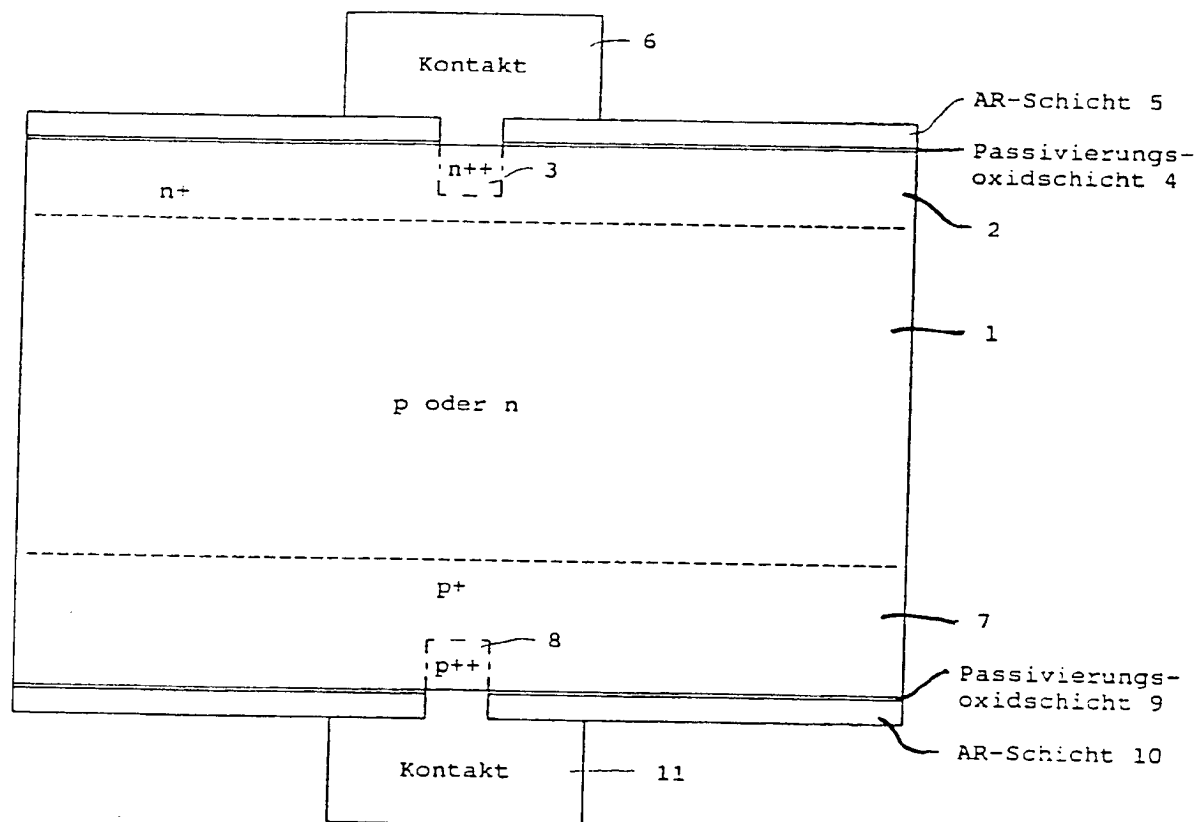 6
Kontakt
AR-Schicht 5
Passivierungs-
oxidschicht 4
n++
3
n+
2
1
p oder n
p+
7
8
p++
Passivierungs-
oxidschicht 9
AR-Schicht 10
Kontakt
11